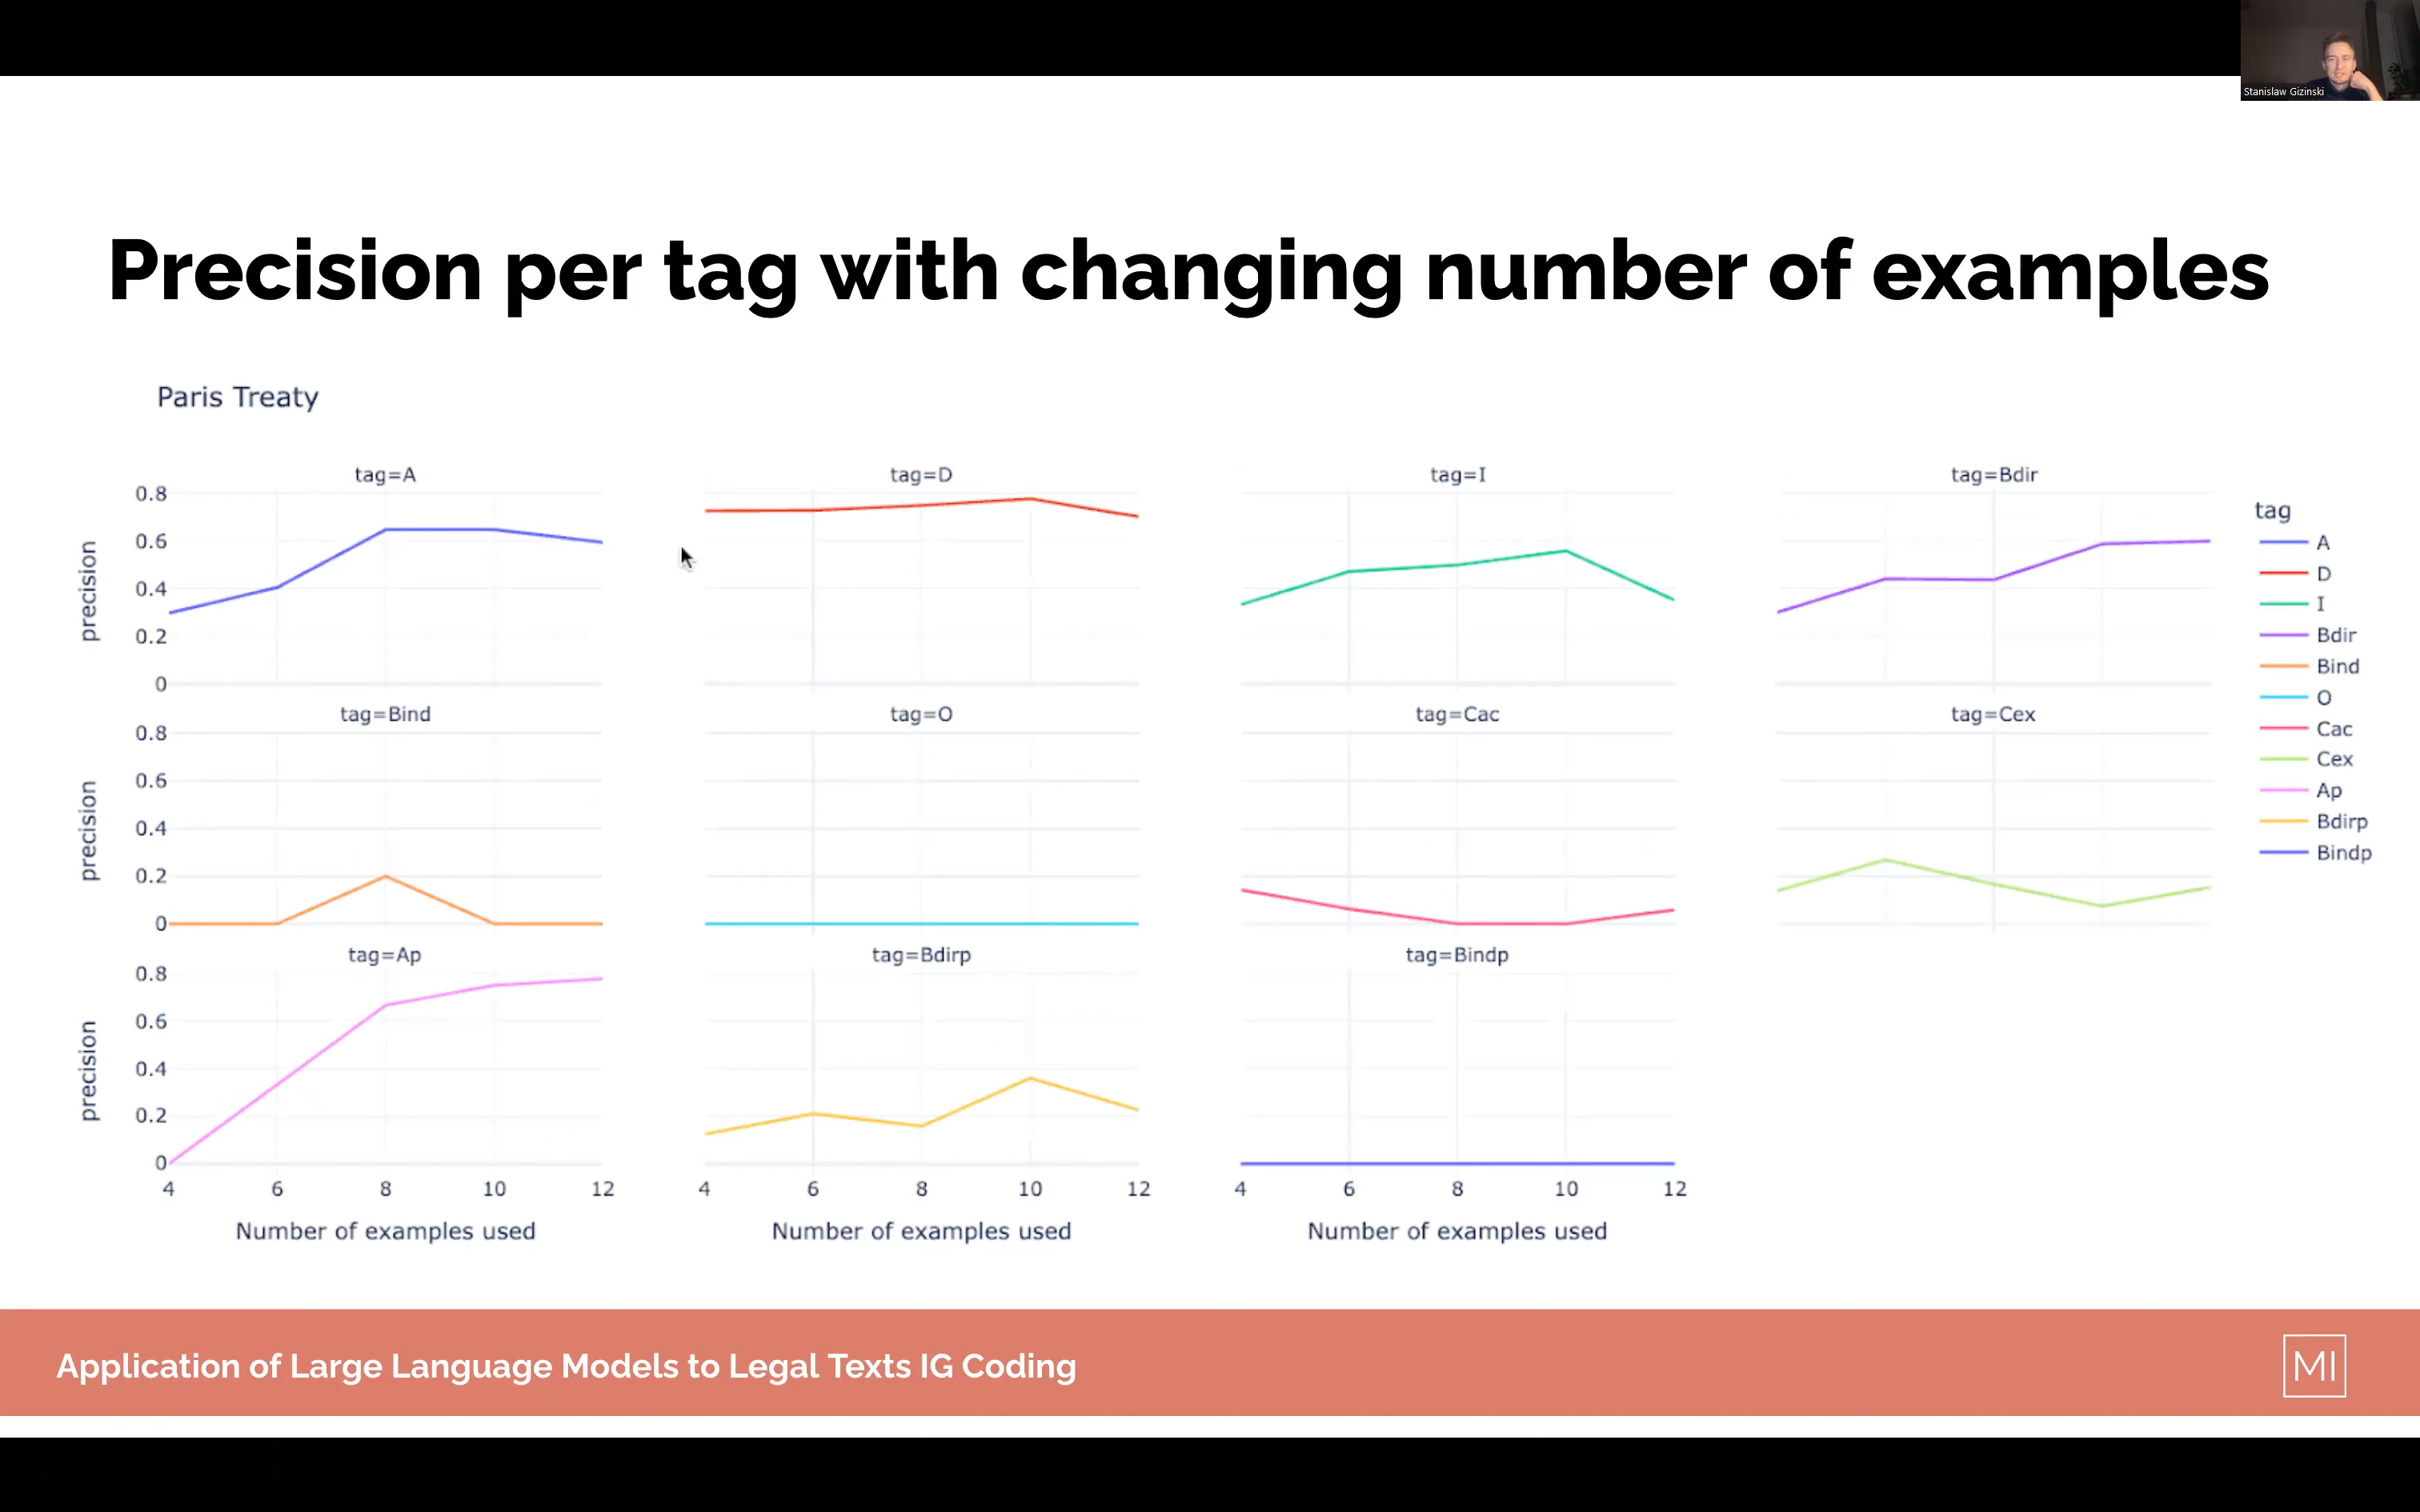 Stanislaw Gizinski
Precision per tag with changing number of examples
Paris Treaty
tag=A
tag=D
tag=I
tag=Bdir
precision
0.8
0.6
0.4
0.2
0
tag=Bind
tag=O
tag=Cac
tag=Cex
precision
0.8
0.6
0.4
0.2
0
tag=Ap
tag=Bdirp
tag=Bindp
precision
0.8
0.6
0.4
0.2
0
4 6 8 10 12
4 6 8 10 12
4 6 8 10 12
Number of examples used
Number of examples used
Number of examples used
tag
A
D
I
Bdir
Bind
O
Cac
Cex
Ap
Bdirp
Bindp
Application of Large Language Models to Legal Texts IG Coding
MI